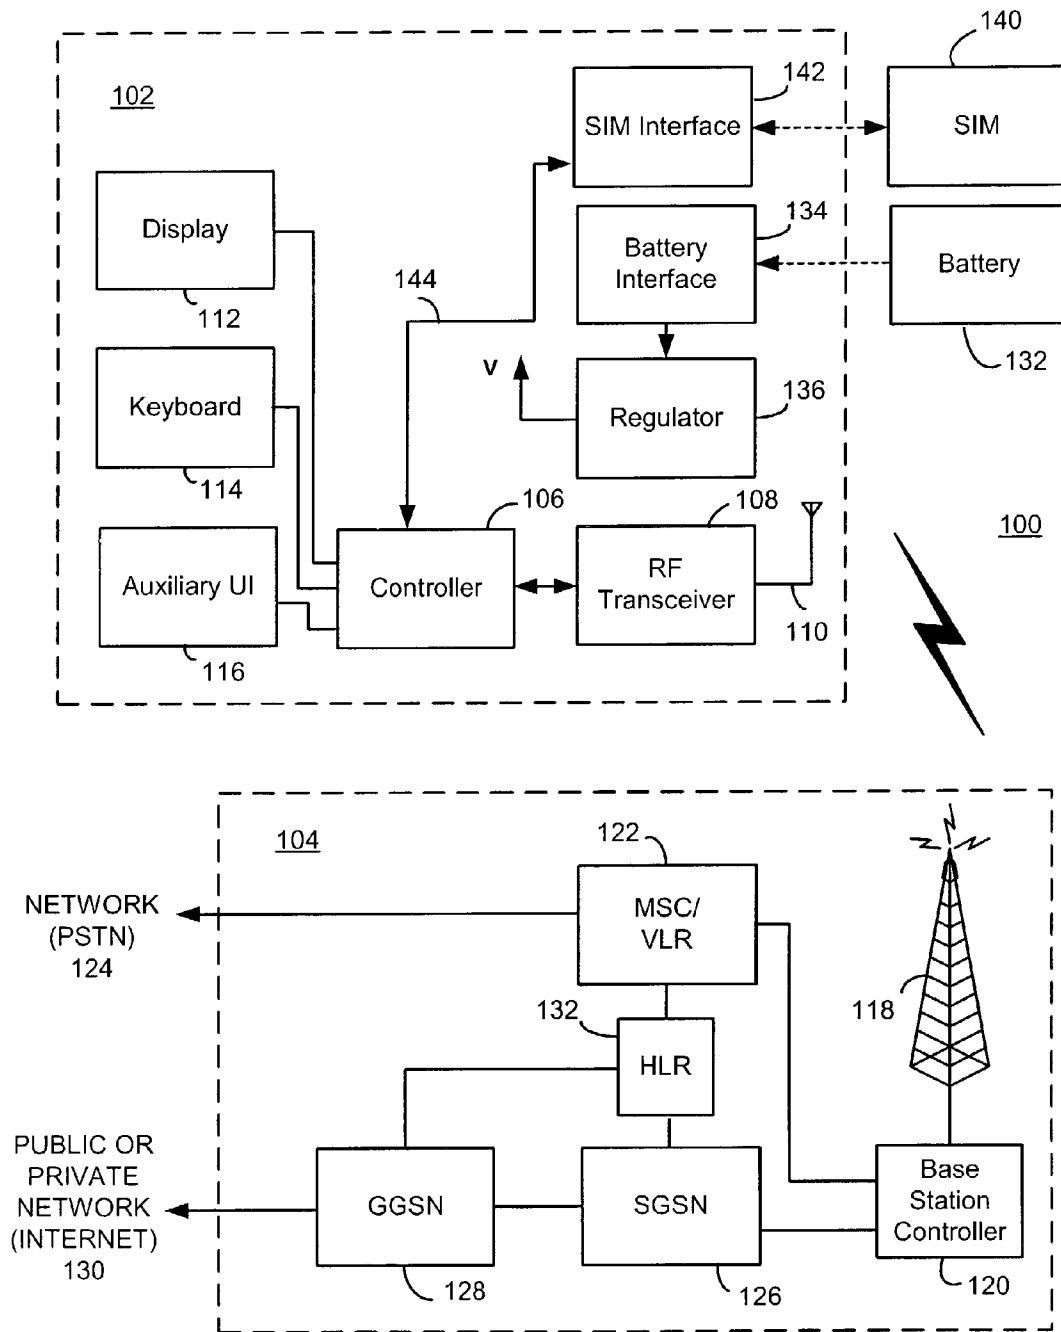 140
142
102
SIM Interface
SIM
134
Display
Battery
Interface
Battery
144
112
132
V
136
Keyboard
Regulator
114
106
108
100
Auxiliary UI
Controller
RF
Transceiver
110
116
104
122
NETWORK
(PSTN)
124
MSC/
VLR
118
132
HLR
PUBLIC OR
PRIVATE
NETWORK
(INTERNET)
130
GGSN
SGSN
Base
Station
Controller
128
126
120